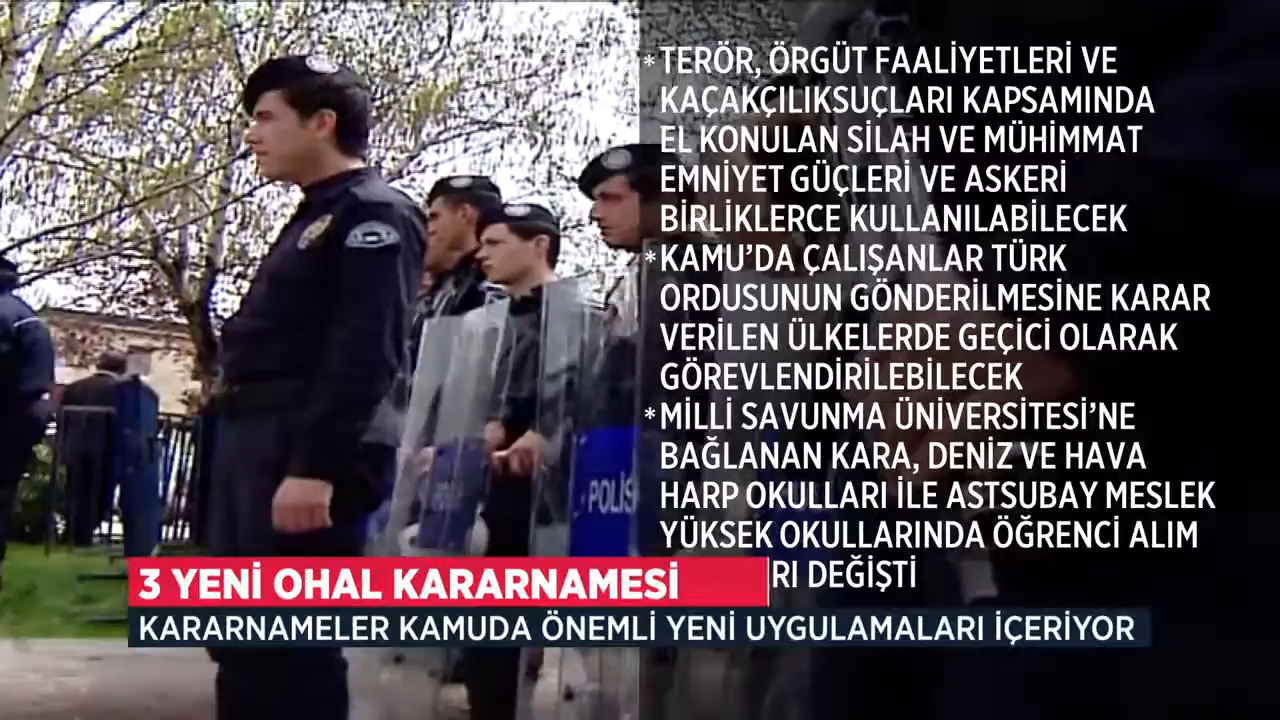 * TERÖR, ÖRGÜT FAALİYETLERİ VE
KAÇAKÇILIKSUÇLARI KAPSAMINDA
EL KONULAN SİLAH VE MÜHİMMAT
EMNİYET GÜÇLERİ VE ASKERİ
BİRLİKLERCE KULLANILABİLECEK
* KAMU’DA ÇALIŞANLAR TÜRK
ORDUSUNUN GÖNDERİLMESİNE KARAR
VERİLEN ÜLKELERDE GEÇİCİ OLARAK
GÖREVLENDİRİLEBİLECEK
* MİLLİ SAVUNMA ÜNİVERSİTESİ’NE
BAĞLANAN KARA, DENİZ VE HAVA
HARP OKULLARI İLE ASTSUBAY MESLEK
YÜKSEK OKULLARINDA ÖĞRENCİ ALIM
RI DEĞİŞTİ
POLİS
3 YENİ OHAL KARARNAMESİ
KARARNAMELER KAMUDA ÖNEMLİ YENİ UYGULAMALARI İÇERİYOR